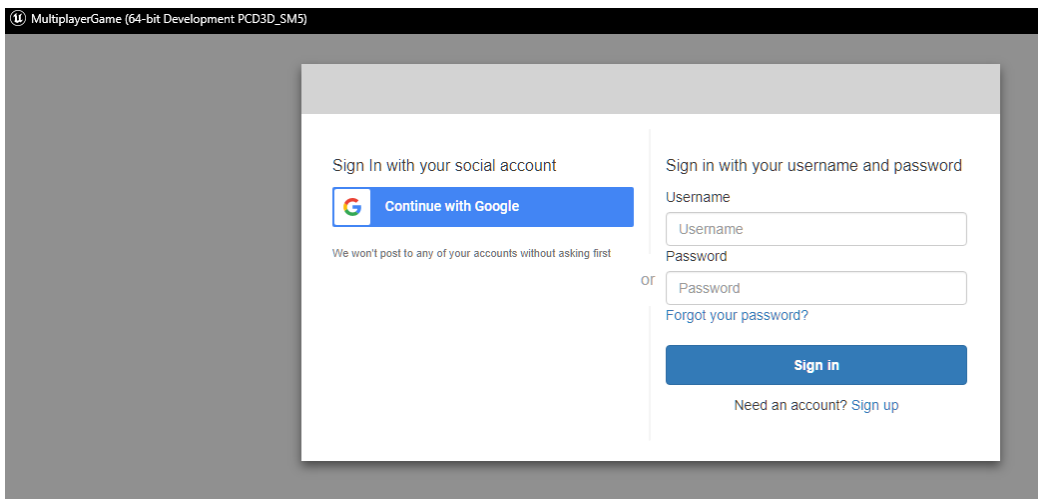 MultiplayerGame (64-bit Development PCD3D_SM5)
Sign In with your social account
Continue with Google
We won't post to any of your accounts without asking first
or
Sign in with your username and password
Username
Username
Password
Password
Forgot your password?
Sign in
Need an account? Sign up